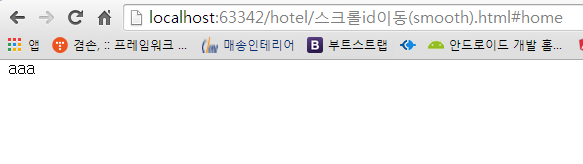 localhost:63342/hotel/스크롤id이동(smooth).html#home
앱 겸손, :: 프레임워크 ... 매송인테리어 부트스트랩 안드로이드 개발 홀...
aaa